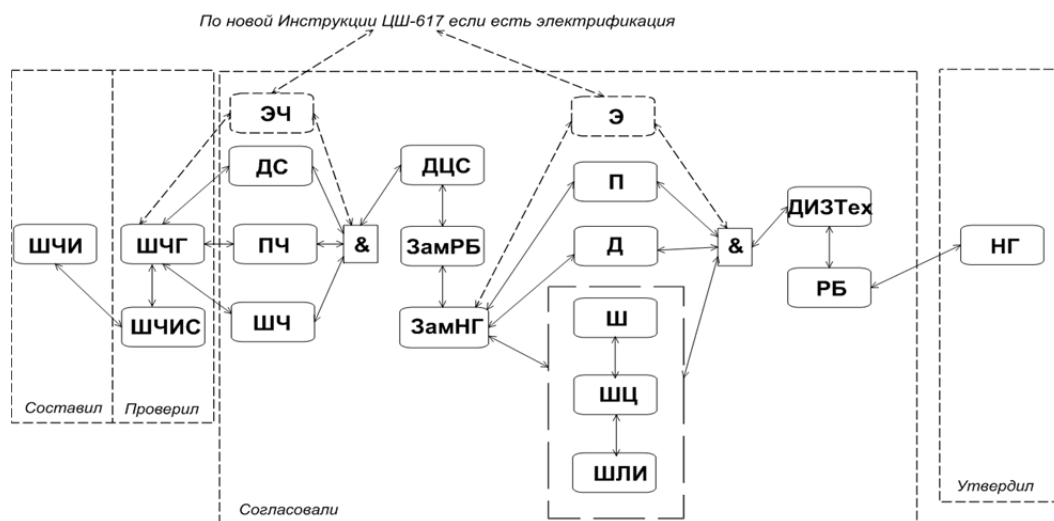 По новой Инструкции ЦШ-617 если есть электрификация
ЭЧ
Э
ДС
ДЦС
П
ДИЗТех
ШЧИ
ШЧГ
ПЧ
&
ЗамРБ
Д
&
НГ
РБ
ШЧИС
ШЧ
ЗамНГ
Ш
ШЦ
ШЛИ
Составил
Проверил
Согласовали
Утвердил